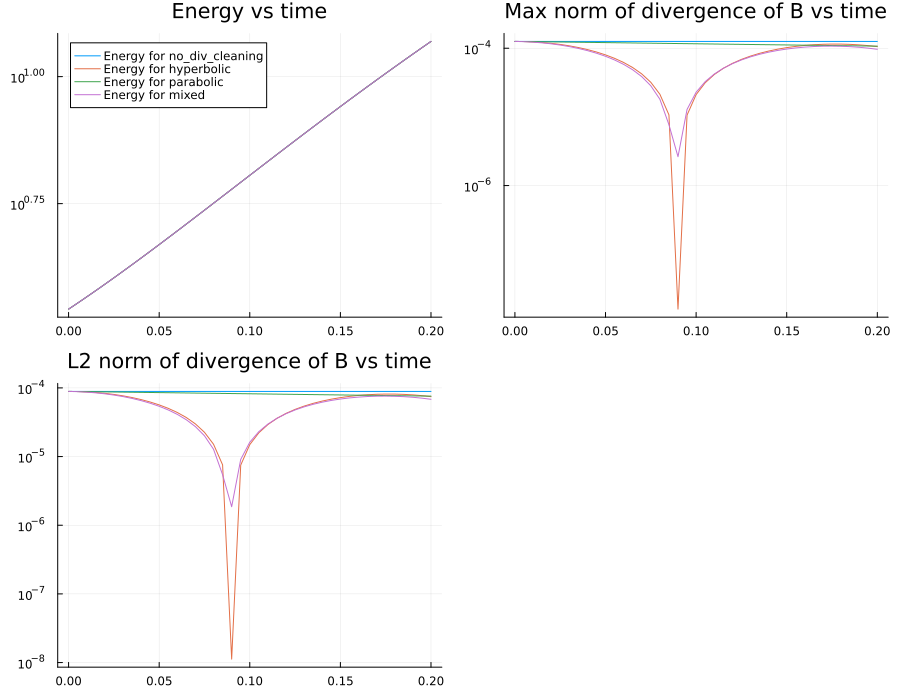 Energy vs time
10^1.00
10^0.75
Energy for no_div_cleaning
Energy for hyperbolic
Energy for parabolic
Energy for mixed
0.00 0.05 0.10 0.15 0.20
Max norm of divergence of B vs time
10^−4
10^−6
0.00 0.05 0.10 0.15 0.20
L2 norm of divergence of B vs time
10^−4
10^−5
10^−6
10^−7
10^−8
0.00 0.05 0.10 0.15 0.20